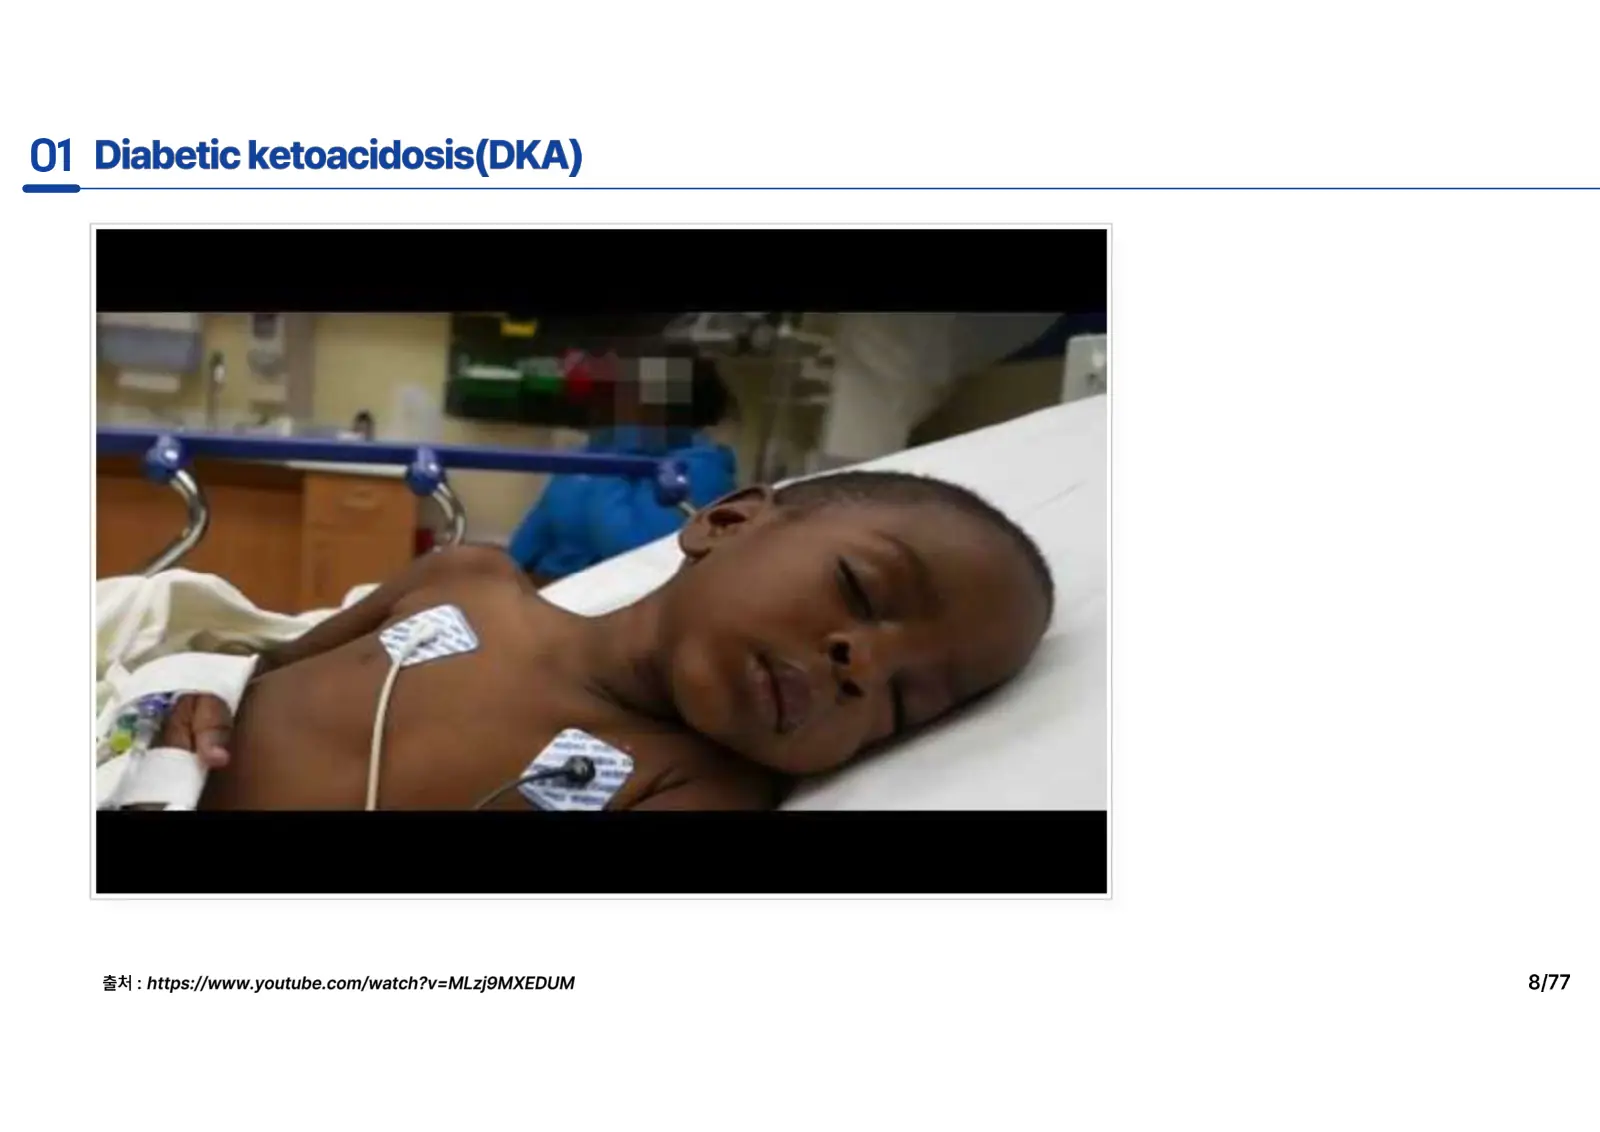 01 Diabetic ketoacidosis(DKA)
출처 : https://www.youtube.com/watch?v=MLzj9MXEDUM
8/77